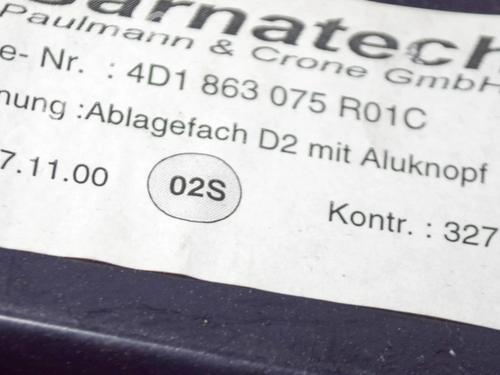 arnatech
Paulmann & Crone GmbH
e- Nr. : 4D1 863 075 R01C
nung :Ablagefach D2 mit Aluknopf
7.11.00 02S Kontr. : 327